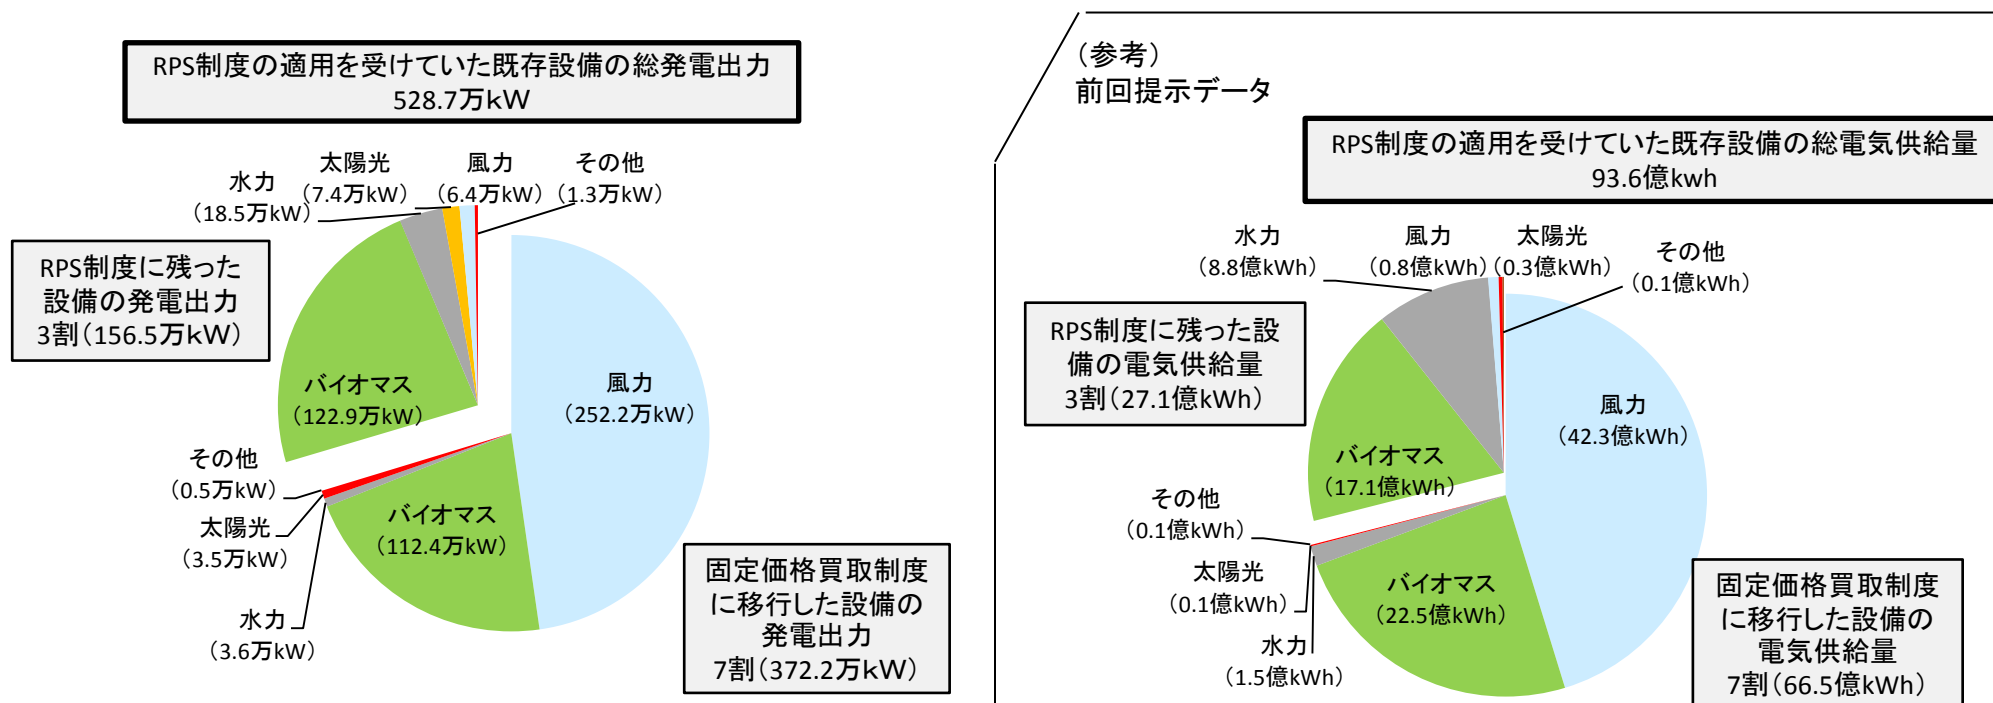 RPS制度の適用を受けていた既存設備の総発電出力
528.7万kW
太陽光
(7.4万kW)
風力
(6.4万kW)
その他
(1.3万kW)
水力
(18.5万kW)
RPS制度に残った
設備の発電出力
3割(156.5万kW)
バイオマス
(122.9万kW)
風力
(252.2万kW)
その他
(0.5万kW)
太陽光
(3.5万kW)
バイオマス
(112.4万kW)
水力
(3.6万kW)
固定価格買取制度
に移行した設備の
発電出力
7割(372.2万kW)
(参考)
前回提示データ
RPS制度の適用を受けていた既存設備の総電気供給量
93.6億kwh
水力
(8.8億kWh)
風力
(0.8億kWh)
太陽光
(0.3億kWh)
その他
(0.1億kWh)
RPS制度に残った設
備の電気供給量
3割(27.1億kWh)
風力
(42.3億kWh)
バイオマス
(17.1億kWh)
その他
(0.1億kWh)
太陽光
(0.1億kWh)
バイオマス
(22.5億kWh)
水力
(1.5億kWh)
固定価格買取制度
に移行した設備の
電気供給量
7割(66.5億kWh)